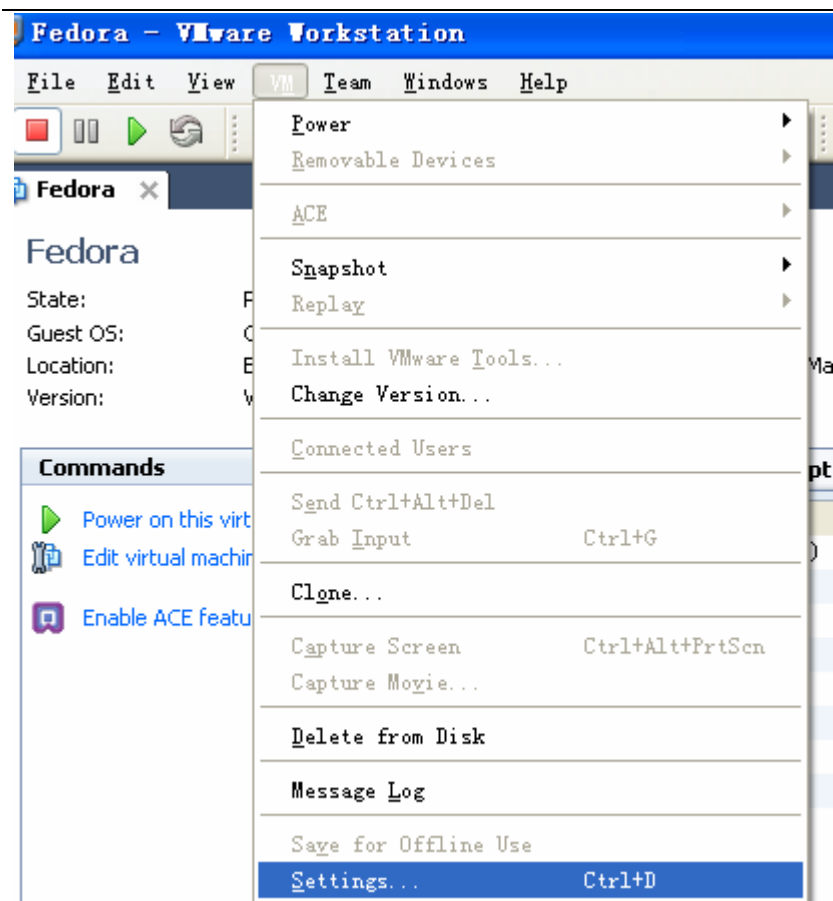 Fedora - VMware Workstation
File Edit View VM Team Windows Help
Power
Removable Devices
Fedora
ACE
Fedora
Snapshot
State:
Replay
Guest OS:
Install VMware Tools...
Location:
Version:
Change Version...
Connected Users
Commands
Send Ctrl+Alt+Del
Power on this virt
Grab Input Ctrl+G
Edit virtual machin
Clone...
Enable ACE featu
Capture Screen Ctrl+Alt+PrtScn
Capture Movie...
Delete from Disk
Message Log
Save for Offline Use
Settings... Ctrl+D